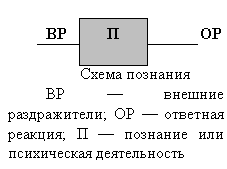 ВР П ОР
Схема познания
ВР — внешние
раздражители; ОР — ответная
реакция; П — познание или
психическая деятельность